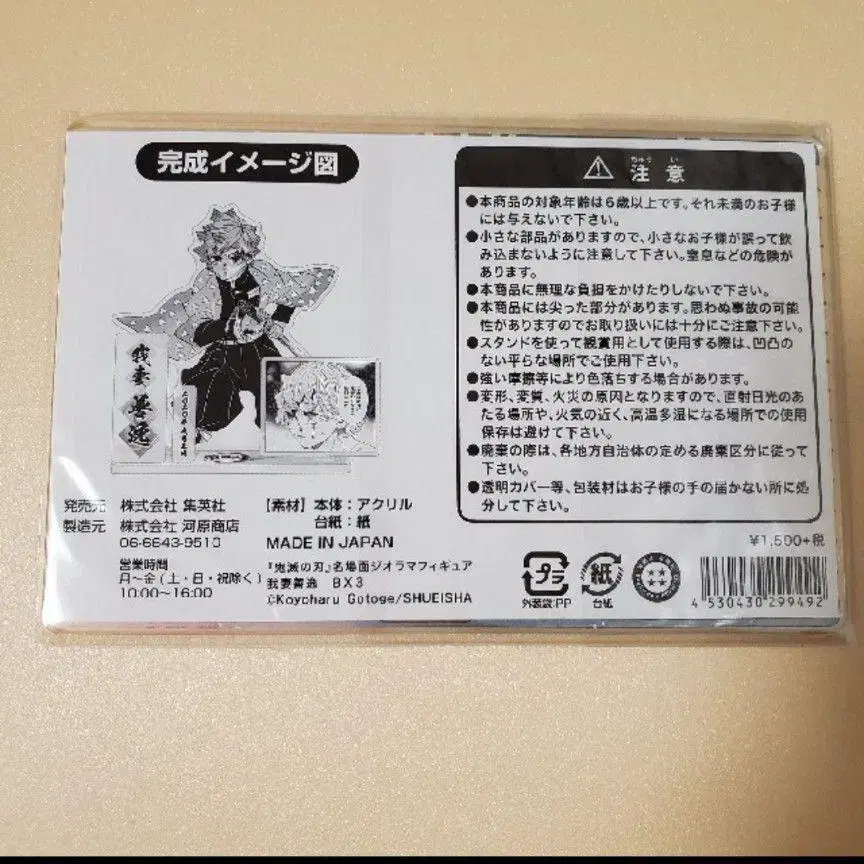 完成イメージ図
我妻善逸
発売元 株式会社 集英社
製造元 株式会社 河原商店
06-6643-9510
営業時間
月〜金(土・日・祝除く)
10:00〜16:00
【素材】本体:アクリル
台紙:紙
MADE IN JAPAN
『鬼滅の刃』名場面ジオラマフィギュア
我妻善逸 BX3
©Koyoharu Gotoge/SHUEISHA
ちゅう い
注意
●本商品の対象年齢は6歳以上です。それ未満のお子様
には与えないで下さい。
●小さな部品がありますので、小さなお子様が誤って飲
み込まないように注意して下さい。窒息などの危険が
あります。
●本商品に無理な負担をかけたりしないで下さい。
●本商品には尖った部分があります。思わぬ事故の可能
性がありますのでお取り扱いには十分にご注意下さい。
●スタンドを使って観賞用として使用する際は、凹凸の
ない平らな場所でご使用下さい。
●強い摩擦等により色落ちする場合があります。
●変形、変質、火災の原因となりますので、直射日光のあ
たる場所や、火気の近く、高温多湿になる場所での使用
保存は避けて下さい。
●廃棄の際は、各地方自治体の定める廃棄区分に従って
下さい。
●透明カバー等、包装材はお子様の手の届かない所に処
分して下さい。
¥1,500+税
プラ
外装袋:PP
紙
台紙
4 530430 299492